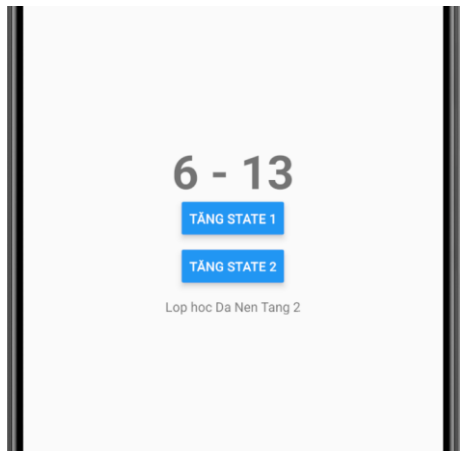 6 - 13
TĂNG STATE 1
TĂNG STATE 2
Lop hoc Da Nen Tang 2